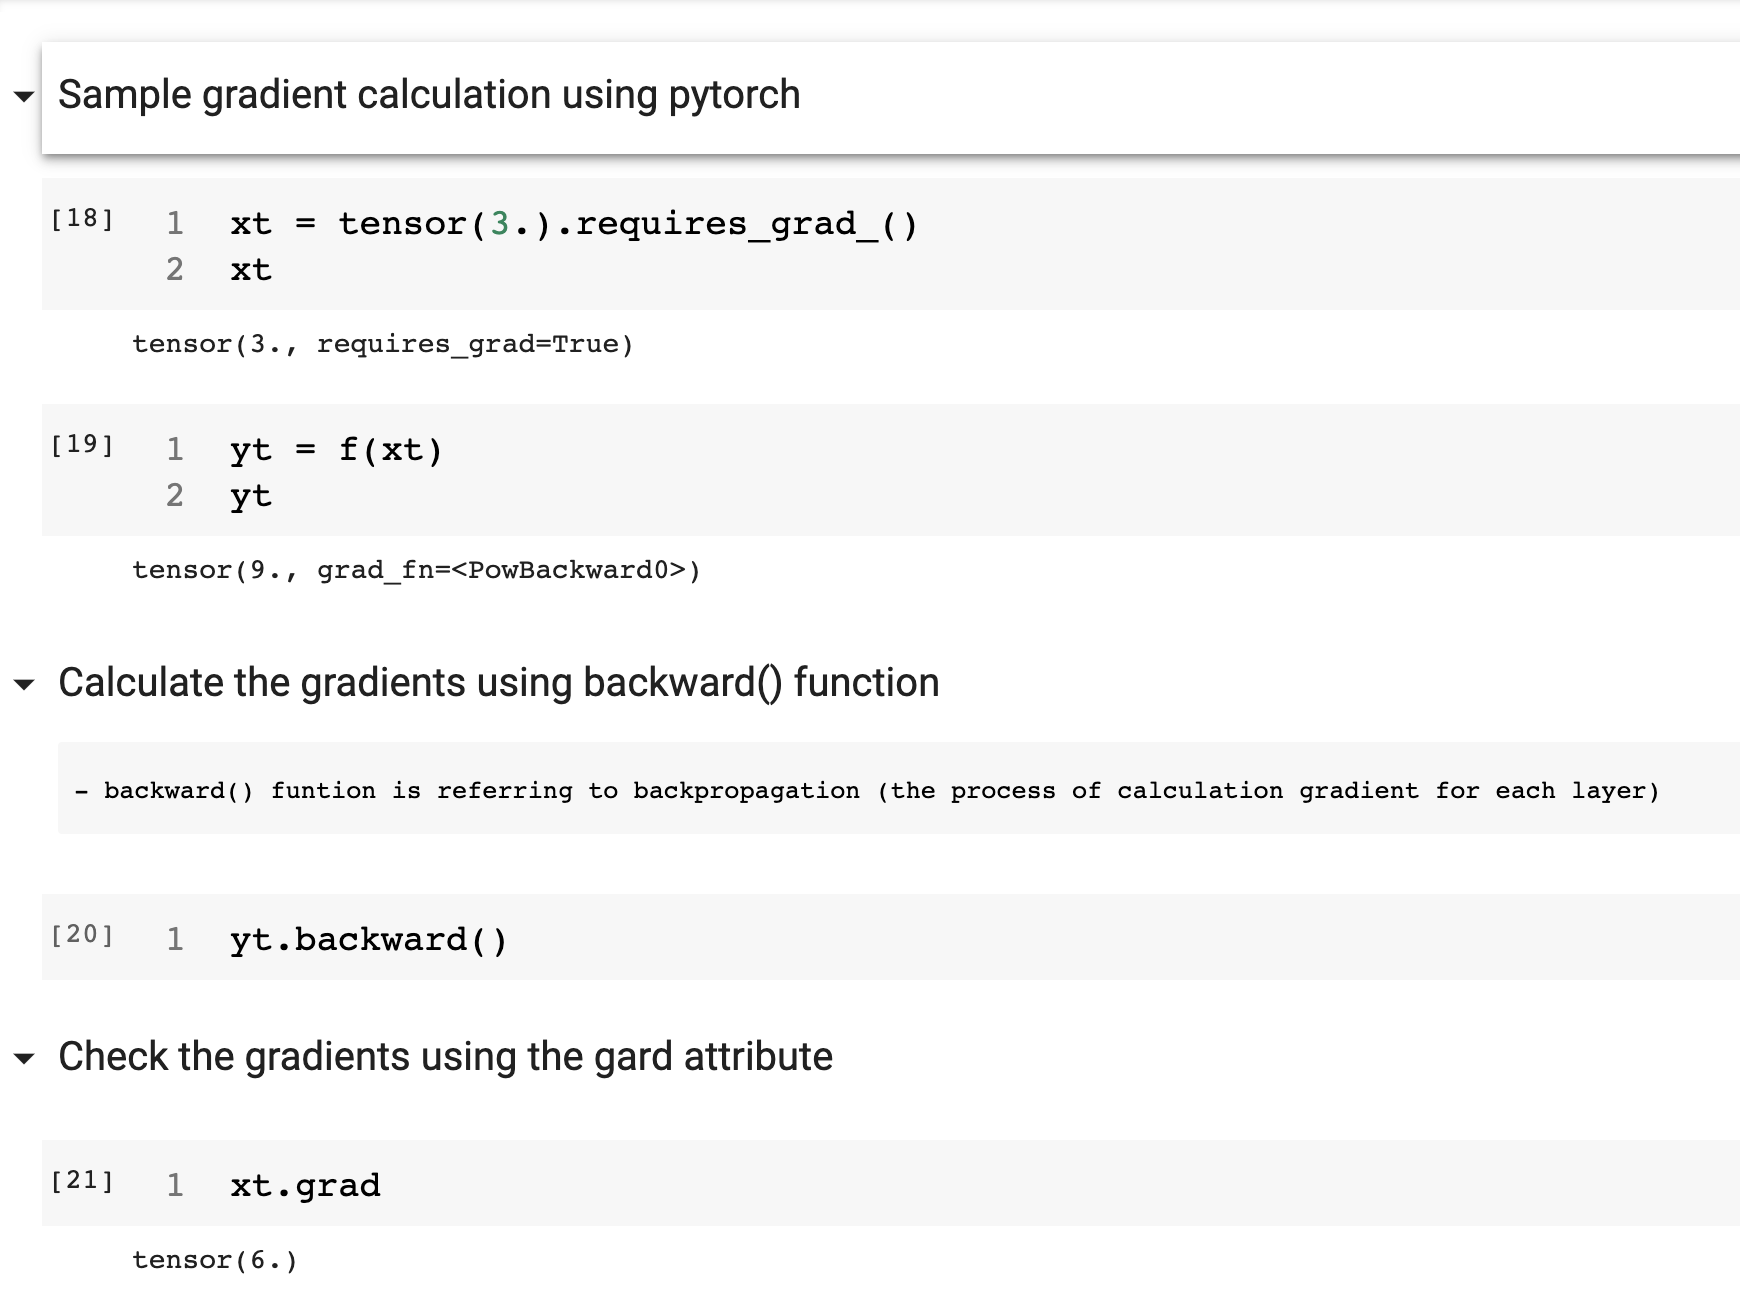 Sample gradient calculation using pytorch
[18] 1 xt = tensor(3.).requires_grad_()
2 xt
tensor(3., requires_grad=True)
[19] 1 yt = f(xt)
2 yt
tensor(9., grad_fn=<PowBackward0>)
Calculate the gradients using backward() function
- backward() funtion is referring to backpropagation (the process of calculation gradient for each layer)
[20] 1 yt.backward()
Check the gradients using the gard attribute
[21] 1 xt.grad
tensor(6.)